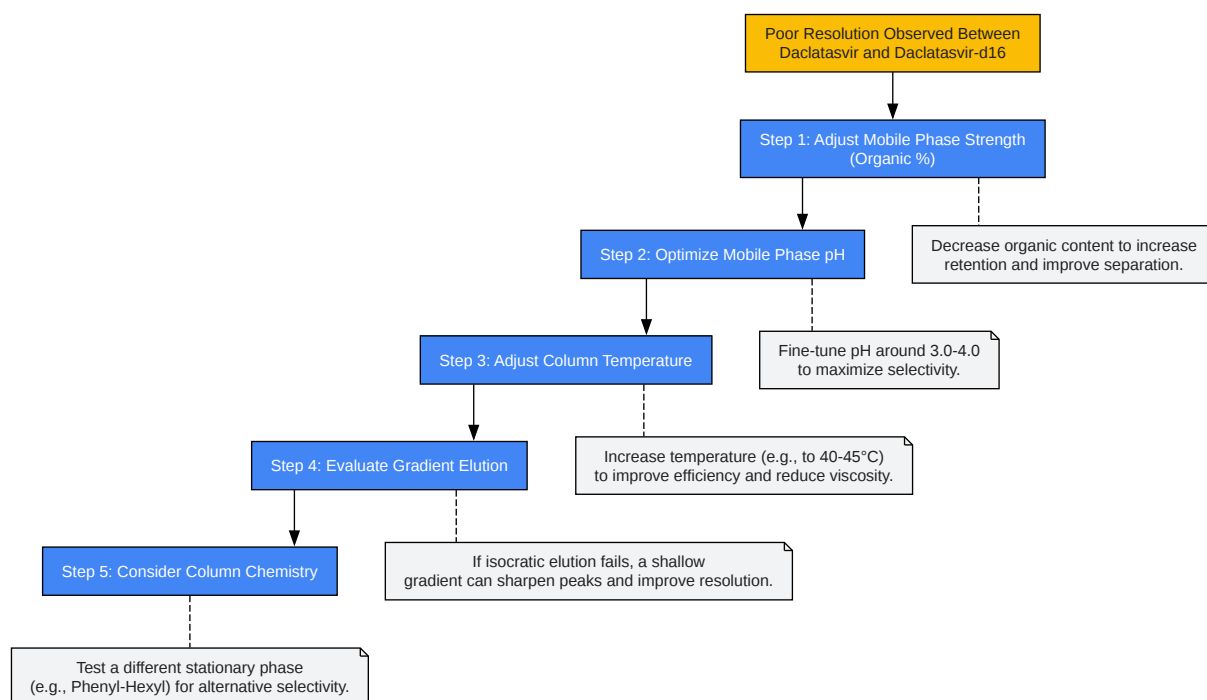 Poor Resolution Observed Between
Daclatasvir and Daclatasvir-d16
Step 1: Adjust Mobile Phase Strength
(Organic %)
Decrease organic content to increase
retention and improve separation.
Step 2: Optimize Mobile Phase pH
Fine-tune pH around 3.0-4.0
to maximize selectivity.
Step 3: Adjust Column Temperature
Increase temperature (e.g., to 40-45°C)
to improve efficiency and reduce viscosity.
Step 4: Evaluate Gradient Elution
If isocratic elution fails, a shallow
gradient can sharpen peaks and improve resolution.
Step 5: Consider Column Chemistry
Test a different stationary phase
(e.g., Phenyl-Hexyl) for alternative selectivity.